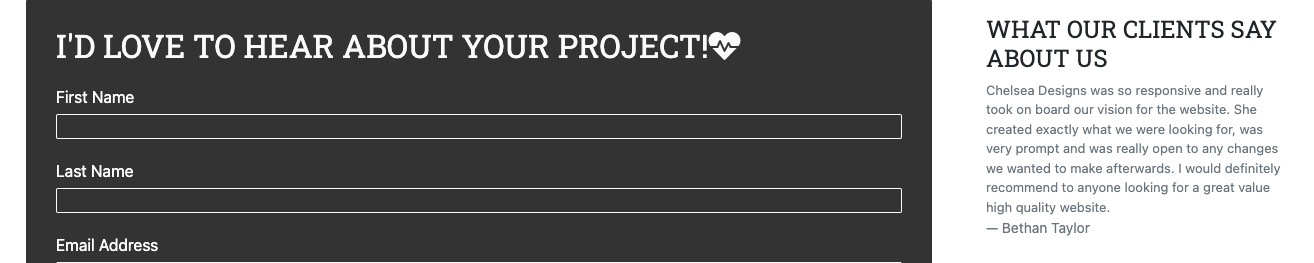 I'D LOVE TO HEAR ABOUT YOUR PROJECT!
First Name
Last Name
Email Address
WHAT OUR CLIENTS SAY
ABOUT US
Chelsea Designs was so responsive and really
took on board our vision for the website. She
created exactly what we were looking for, was
very prompt and was really open to any changes
we wanted to make afterwards. I would definitely
recommend to anyone looking for a great value
high quality website.
— Bethan Taylor